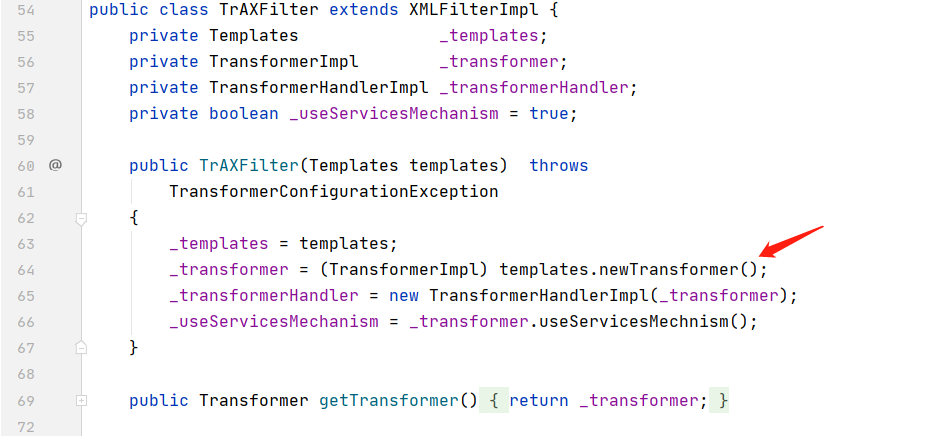 54 public class TrAXFilter extends XMLFilterImpl {
55 private Templates _templates;
56 private TransformerImpl _transformer;
57 private TransformerHandlerImpl _transformerHandler;
58 private boolean _useServicesMechanism = true;
59
60 @ public TrAXFilter(Templates templates) throws
61 TransformerConfigurationException
62 {
63 _templates = templates;
64 _transformer = (TransformerImpl) templates.newTransformer();
65 _transformerHandler = new TransformerHandlerImpl(_transformer);
66 _useServicesMechanism = _transformer.useServicesMechnism();
67 }
68
69 public Transformer getTransformer() { return _transformer; }
72